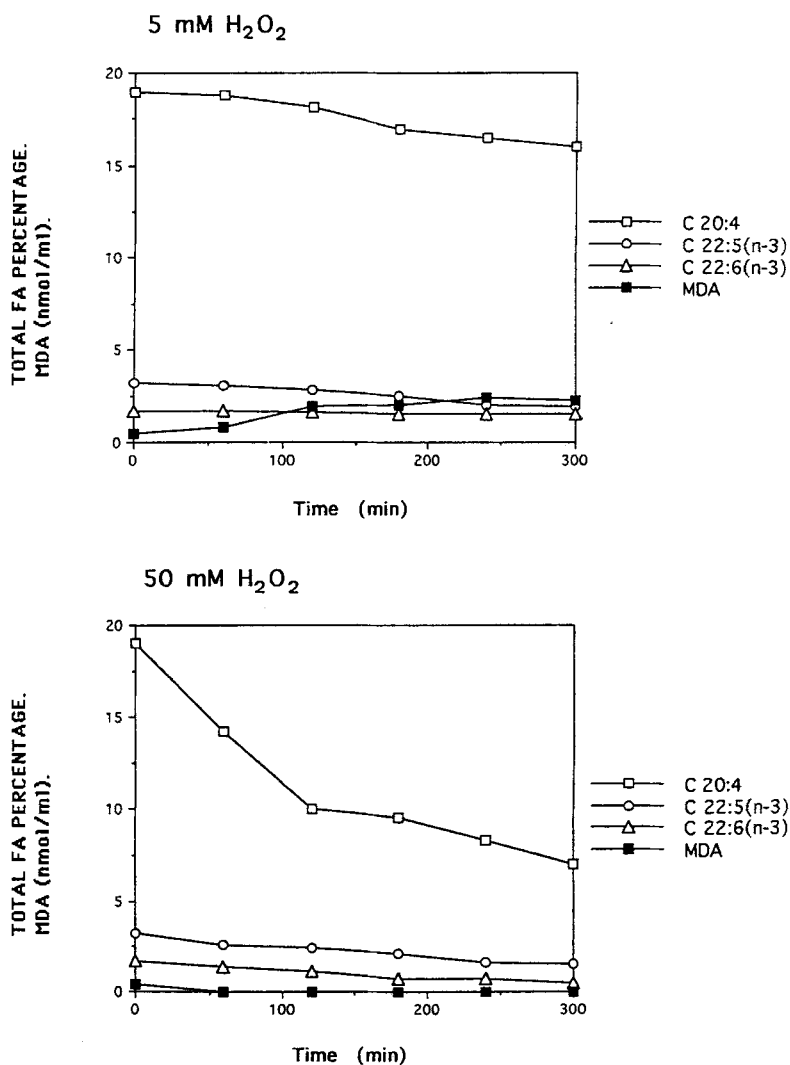 5 mM H₂O₂
TOTAL FA PERCENTAGE.
MDA (nmol/ml).
20
15
10
5
0
0 100 200 300
Time (min)
C 20:4
C 22:5(n-3)
C 22:6(n-3)
MDA
50 mM H₂O₂
TOTAL FA PERCENTAGE.
MDA (nmol/ml).
20
15
10
5
0
0 100 200 300
Time (min)
C 20:4
C 22:5(n-3)
C 22:6(n-3)
MDA